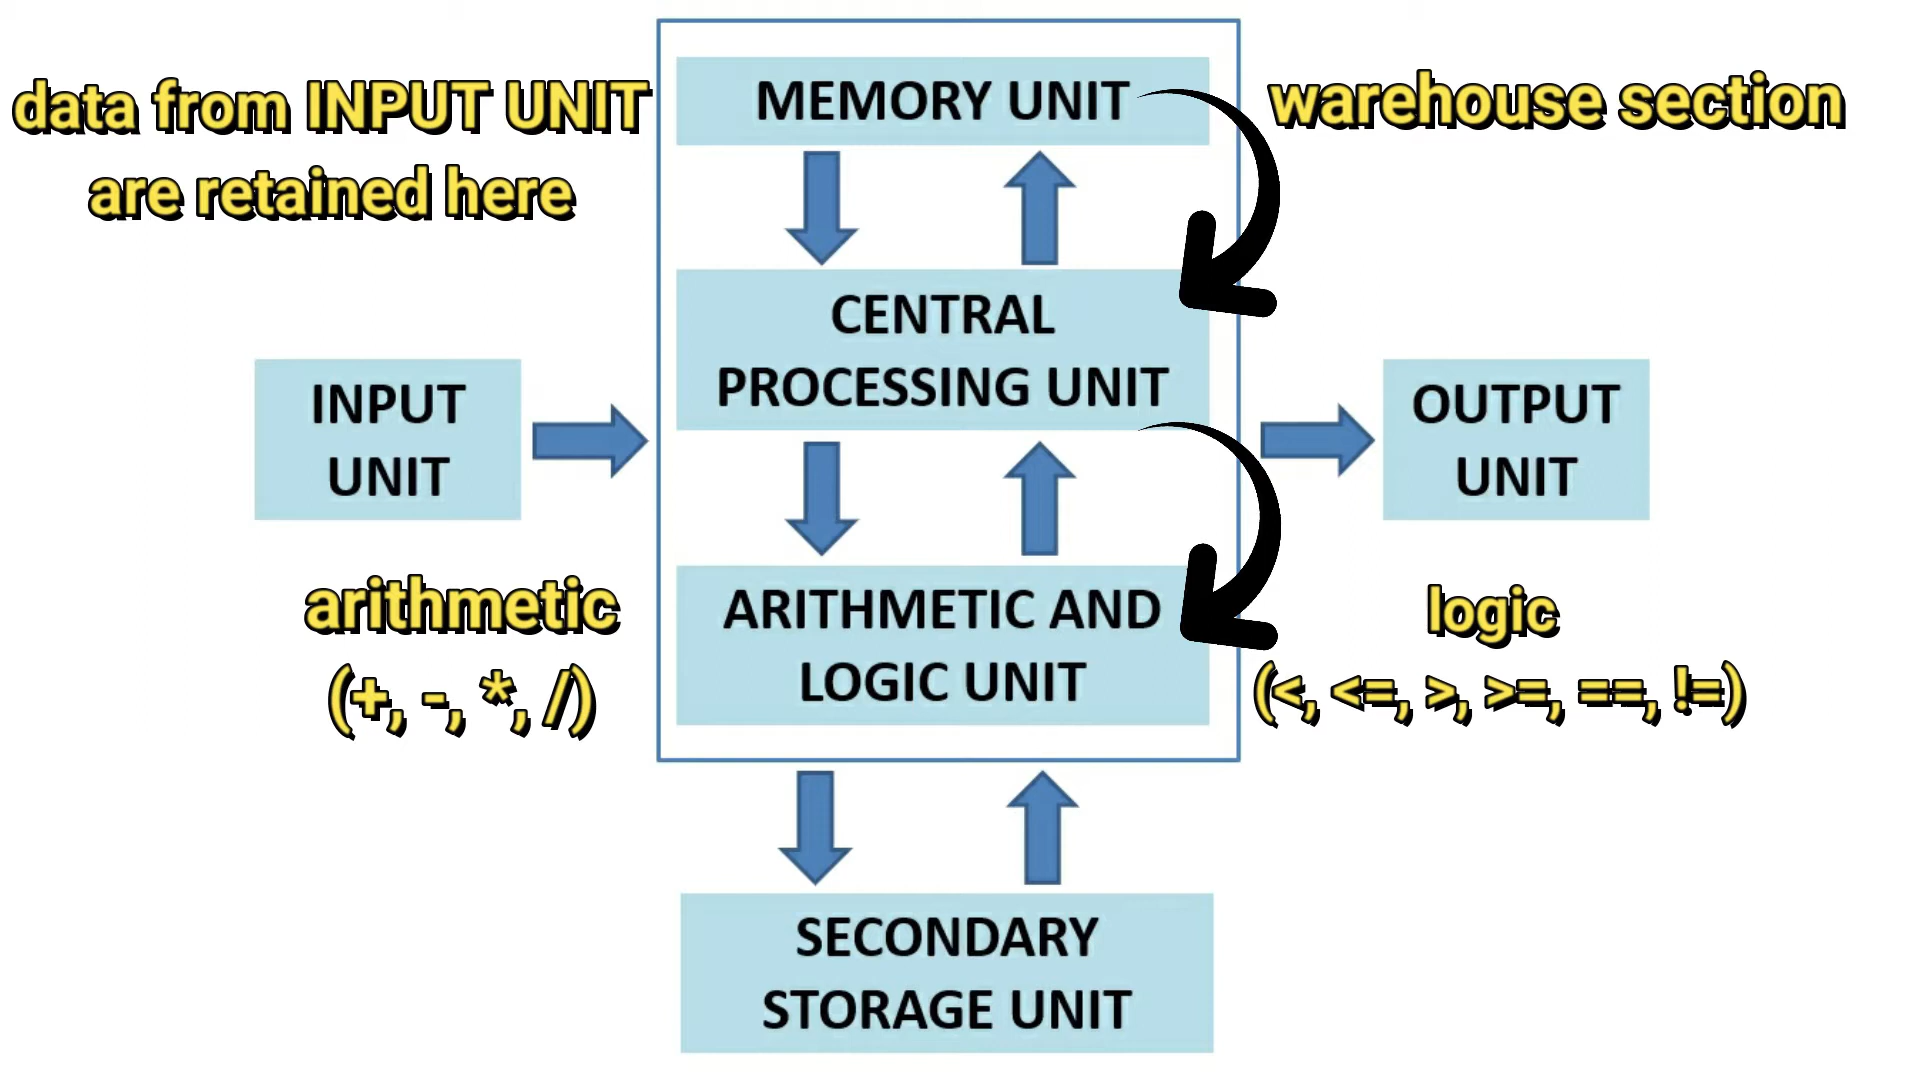 data from INPUT UNIT
are retained here
MEMORY UNIT
warehouse section
CENTRAL
PROCESSING UNIT
INPUT
UNIT
OUTPUT
UNIT
arithmetic
(+, -, *, /)
ARITHMETIC AND
LOGIC UNIT
logic
(<, <=, >, >=, ==, !=)
SECONDARY
STORAGE UNIT